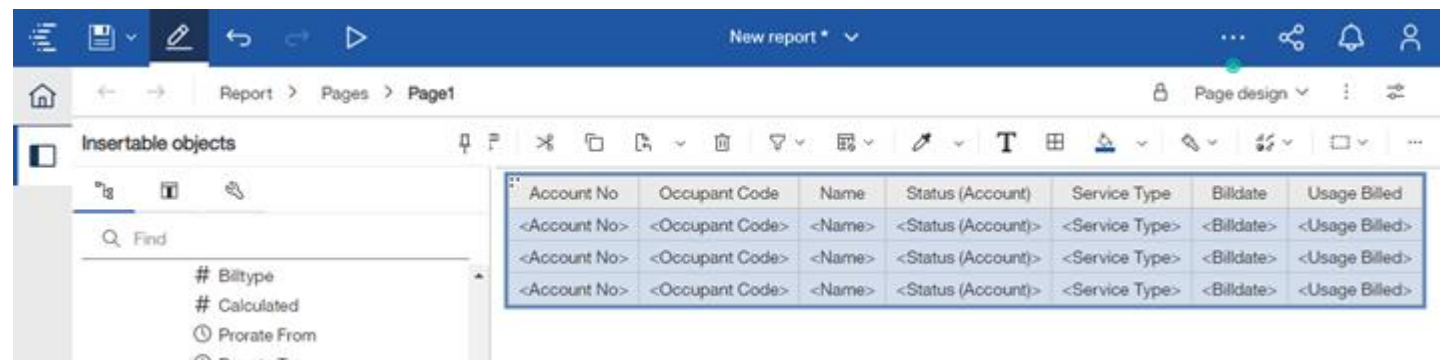 New report *
Report > Pages > Page1
Page design
Insertable objects
Find
# Billtype
# Calculated
Prorate From
Account No Occupant Code Name Status (Account) Service Type Billdate Usage Billed
<Account No> <Occupant Code> <Name> <Status (Account)> <Service Type> <Billdate> <Usage Billed>
<Account No> <Occupant Code> <Name> <Status (Account)> <Service Type> <Billdate> <Usage Billed>
<Account No> <Occupant Code> <Name> <Status (Account)> <Service Type> <Billdate> <Usage Billed>